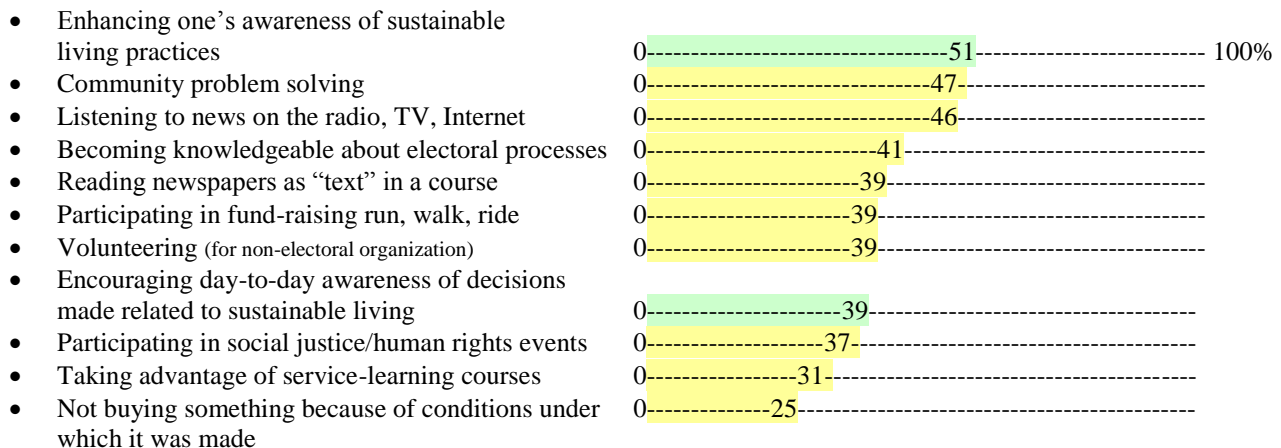 • Enhancing one’s awareness of sustainable
living practices 0----------------------------------51-------------------------- 100%
• Community problem solving 0--------------------------------47----------------------------
• Listening to news on the radio, TV, Internet 0--------------------------------46----------------------------
• Becoming knowledgeable about electoral processes 0--------------------------41----------------------------------
• Reading newspapers as “text” in a course 0------------------------39------------------------------------
• Participating in fund-raising run, walk, ride 0-----------------------39-------------------------------------
• Volunteering (for non-electoral organization) 0-----------------------39-------------------------------------
• Encouraging day-to-day awareness of decisions
made related to sustainable living 0----------------------39-------------------------------------
• Participating in social justice/human rights events 0--------------------37---------------------------------------
• Taking advantage of service-learning courses 0-----------------31------------------------------------------
• Not buying something because of conditions under 0--------------25---------------------------------------------
which it was made